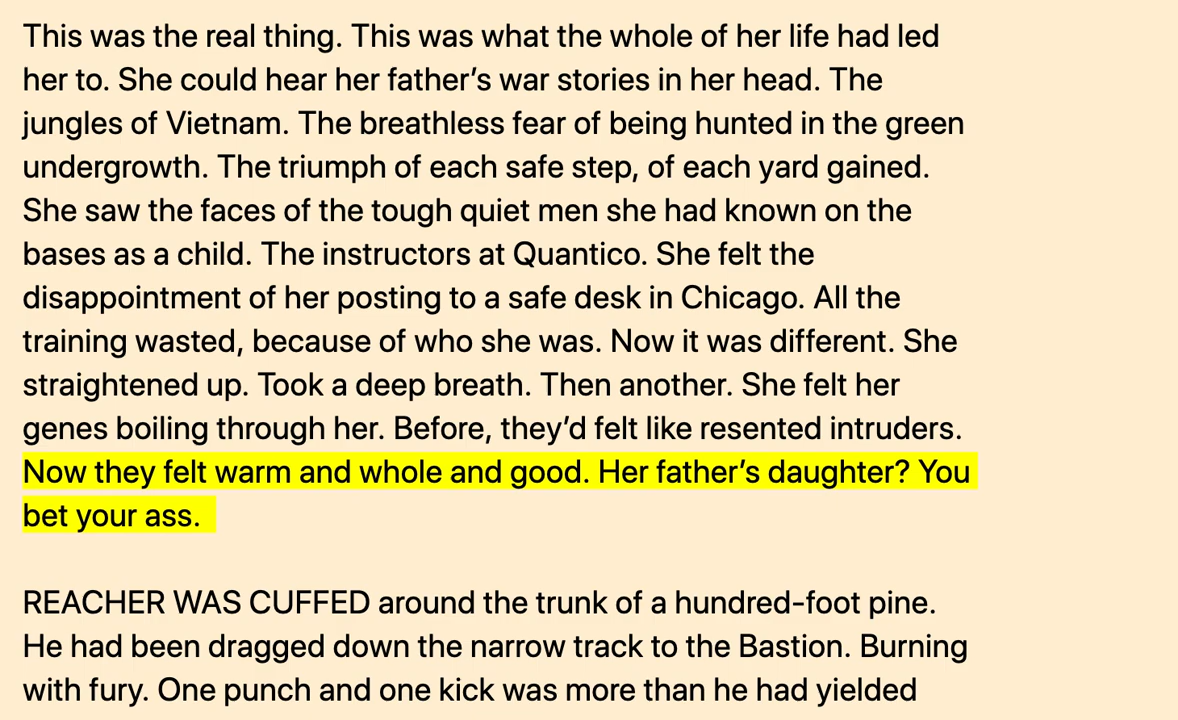 This was the real thing. This was what the whole of her life had led
her to. She could hear her father’s war stories in her head. The
jungles of Vietnam. The breathless fear of being hunted in the green
undergrowth. The triumph of each safe step, of each yard gained.
She saw the faces of the tough quiet men she had known on the
bases as a child. The instructors at Quantico. She felt the
disappointment of her posting to a safe desk in Chicago. All the
training wasted, because of who she was. Now it was different. She
straightened up. Took a deep breath. Then another. She felt her
genes boiling through her. Before, they’d felt like resented intruders.
Now they felt warm and whole and good. Her father’s daughter? You
bet your ass.
REACHER WAS CUFFED around the trunk of a hundred-foot pine.
He had been dragged down the narrow track to the Bastion. Burning
with fury. One punch and one kick was more than he had yielded